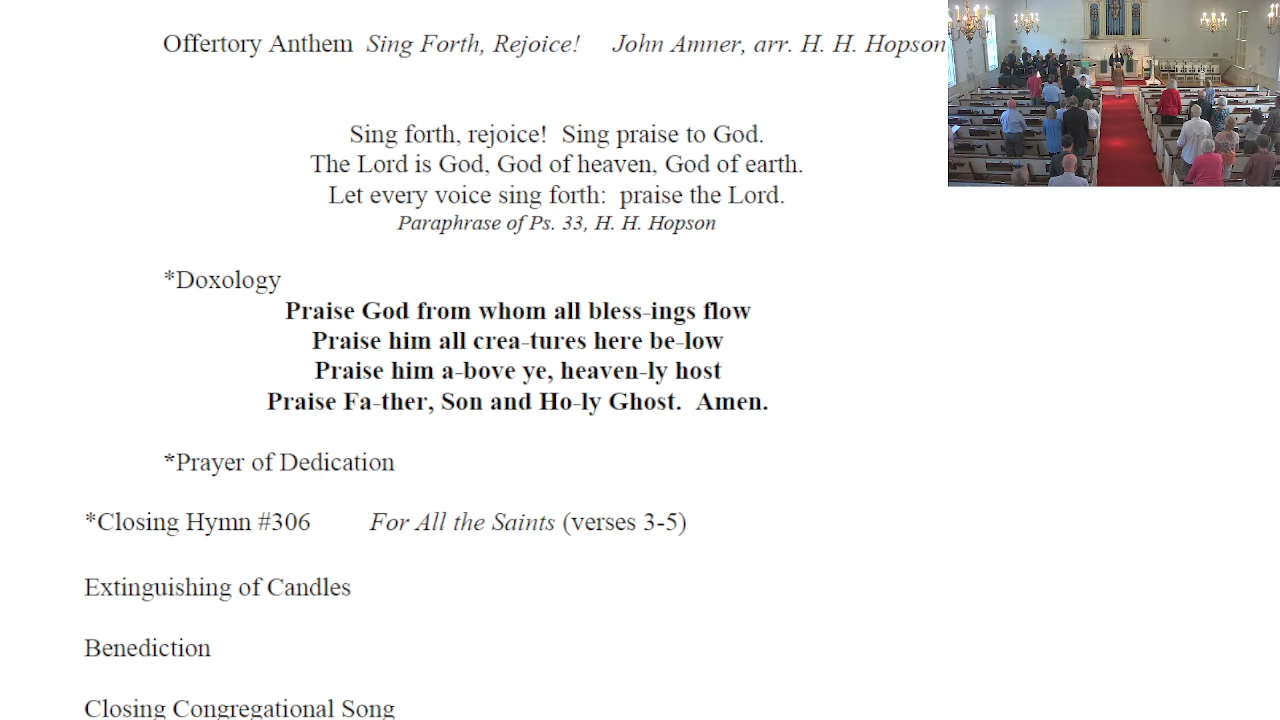 Offertory Anthem Sing Forth, Rejoice! John Amner, arr. H. H. Hopson
Sing forth, rejoice! Sing praise to God.
The Lord is God, God of heaven, God of earth.
Let every voice sing forth: praise the Lord.
Paraphrase of Ps. 33, H. H. Hopson
*Doxology
Praise God from whom all bless-ings flow
Praise him all crea-tures here be-low
Praise him a-bove ye, heaven-ly host
Praise Fa-ther, Son and Ho-ly Ghost. Amen.
*Prayer of Dedication
*Closing Hymn #306 For All the Saints (verses 3-5)
Extinguishing of Candles
Benediction
Closing Congregational Song